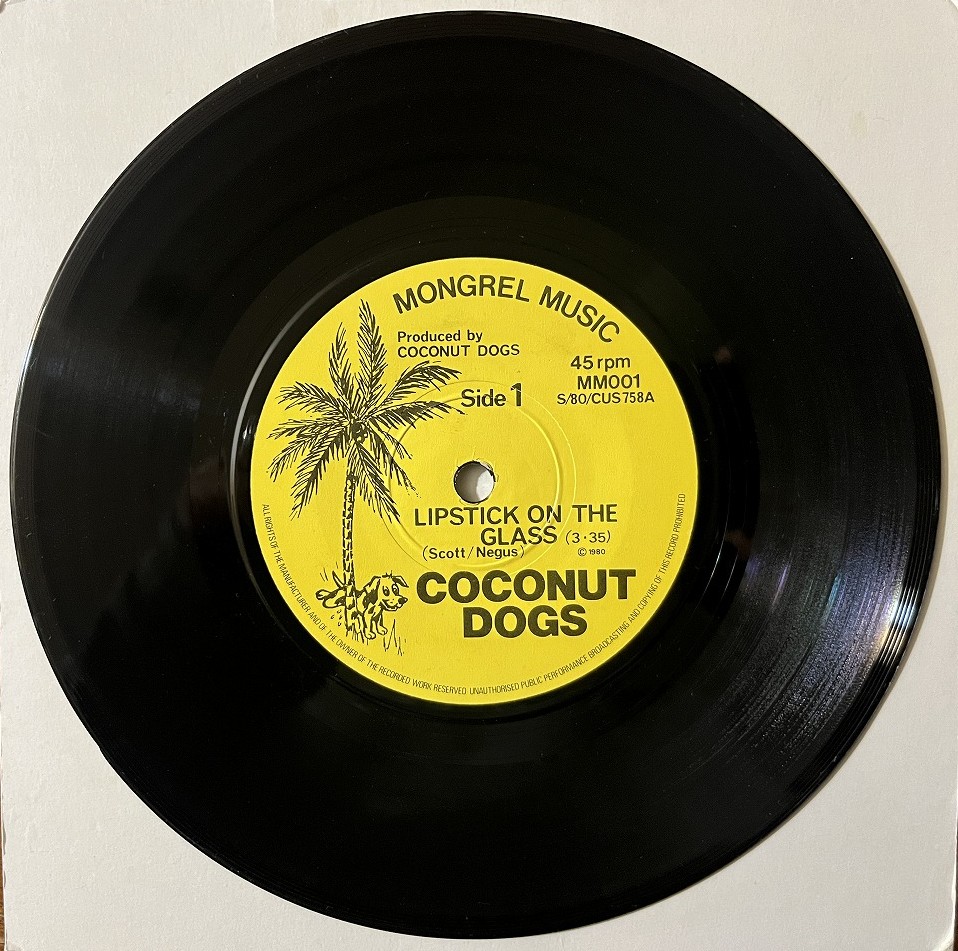 MONGREL MUSIC
Produced by
COCONUT DOGS
45 rpm
MM001
S/80/CUS 758A
Side 1
LIPSTICK ON THE
GLASS (3·35)
(Scott/Negus) © 1980
COCONUT
DOGS
ALL RIGHTS OF THE MANUFACTURER AND OF THE OWNER OF THE RECORDED WORK RESERVED UNAUTHORISED PUBLIC PERFORMANCE BROADCASTING AND COPYING OF THIS RECORD PROHIBITED